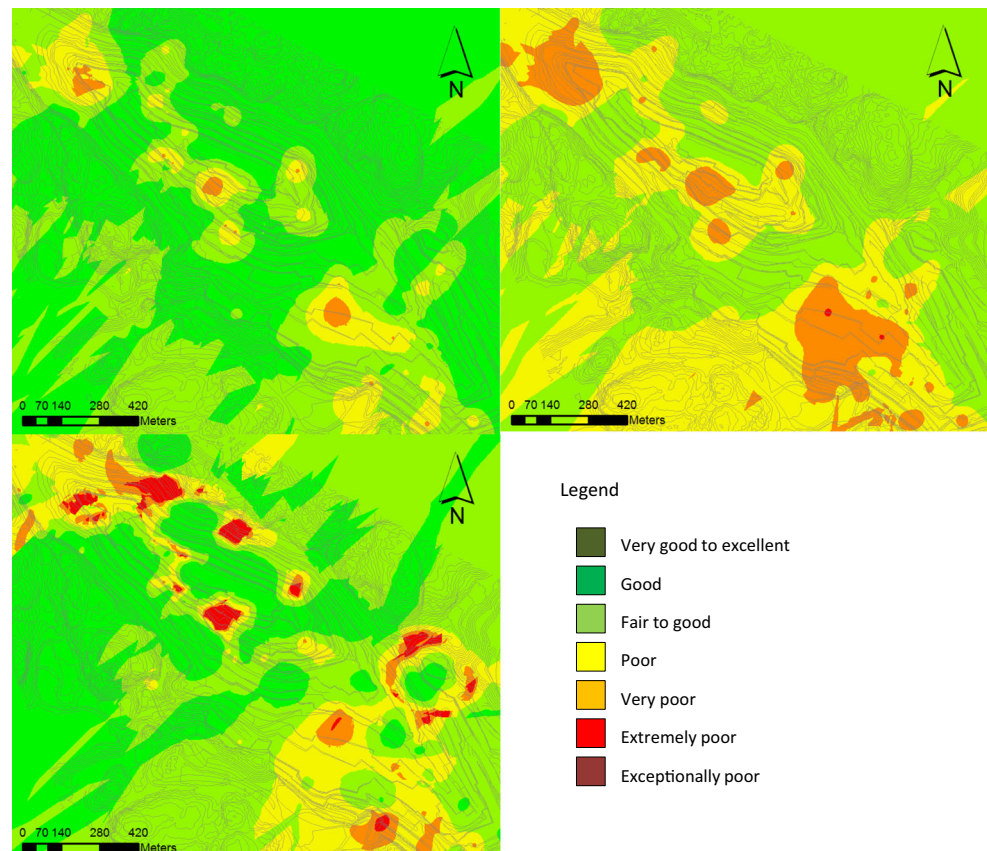 N
0 70 140 280 420
Meters
N
0 70 140 280 420
Meters
N
0 70 140 280 420
Meters
Legend
Very good to excellent
Good
Fair to good
Poor
Very poor
Extremely poor
Exceptionally poor